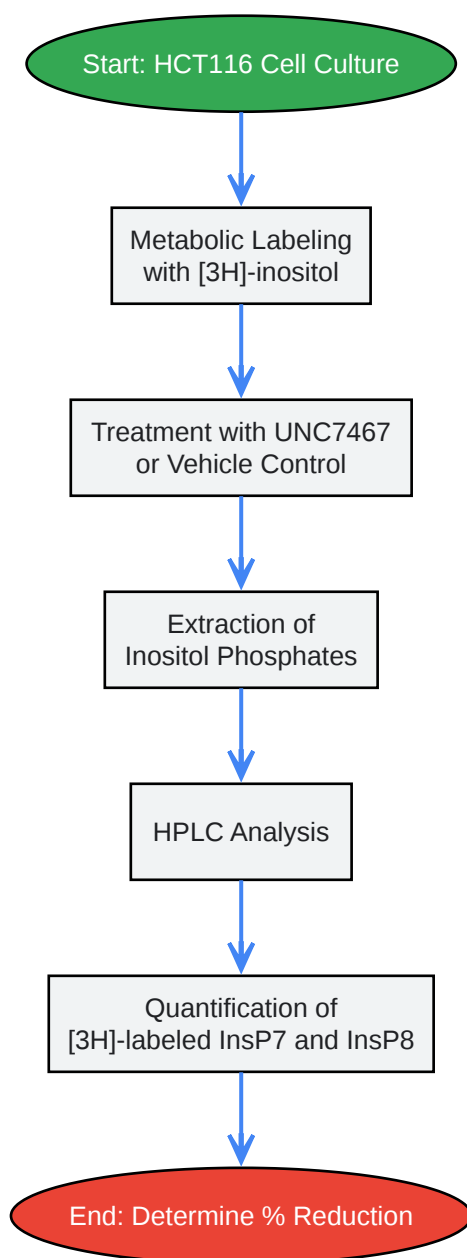 Start: HCT116 Cell Culture
Metabolic Labeling
with [3H]-inositol
Treatment with UNC7467
or Vehicle Control
Extraction of
Inositol Phosphates
HPLC Analysis
Quantification of
[3H]-labeled InsP7 and InsP8
End: Determine % Reduction